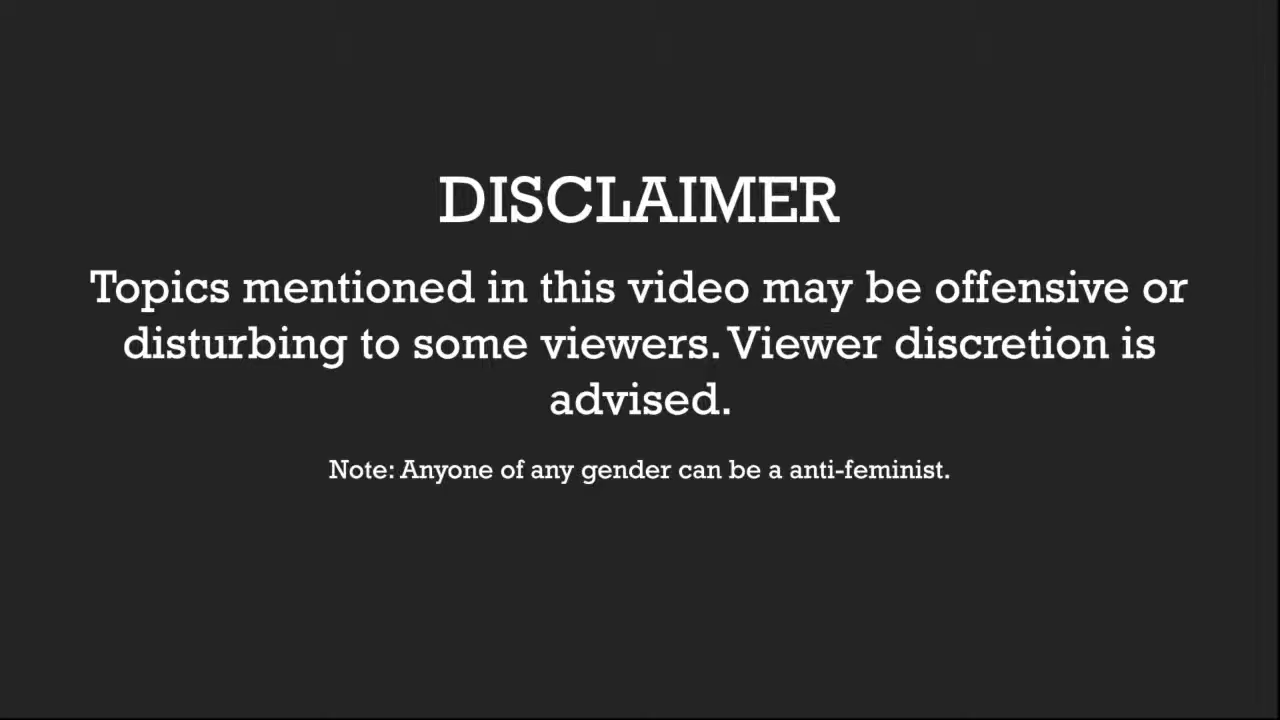 DISCLAIMER
Topics mentioned in this video may be offensive or
disturbing to some viewers. Viewer discretion is
advised.
Note: Anyone of any gender can be a anti-feminist.